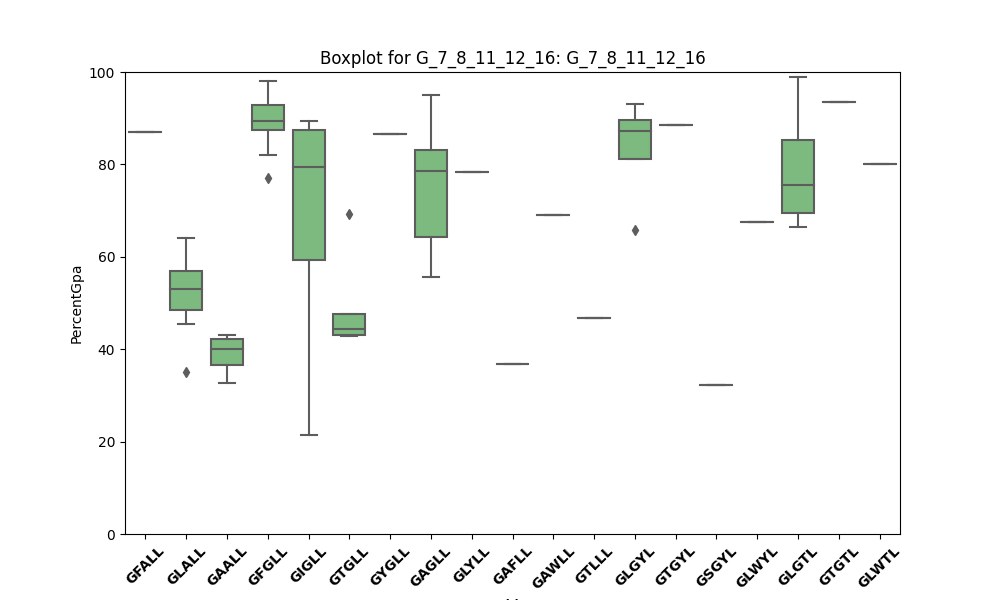 Boxplot for G_7_8_11_12_16: G_7_8_11_12_16
PercentGpa
100
80
60
40
20
0
GFALL
GLALL
GAALL
GFGLL
GIGLL
GTGLL
GYGLL
GAGLL
GLYLL
GAFLL
GAWLL
GTLLL
GLGYL
GTGYL
GSGYL
GLWYL
GLGTL
GTGTL
GLWTL